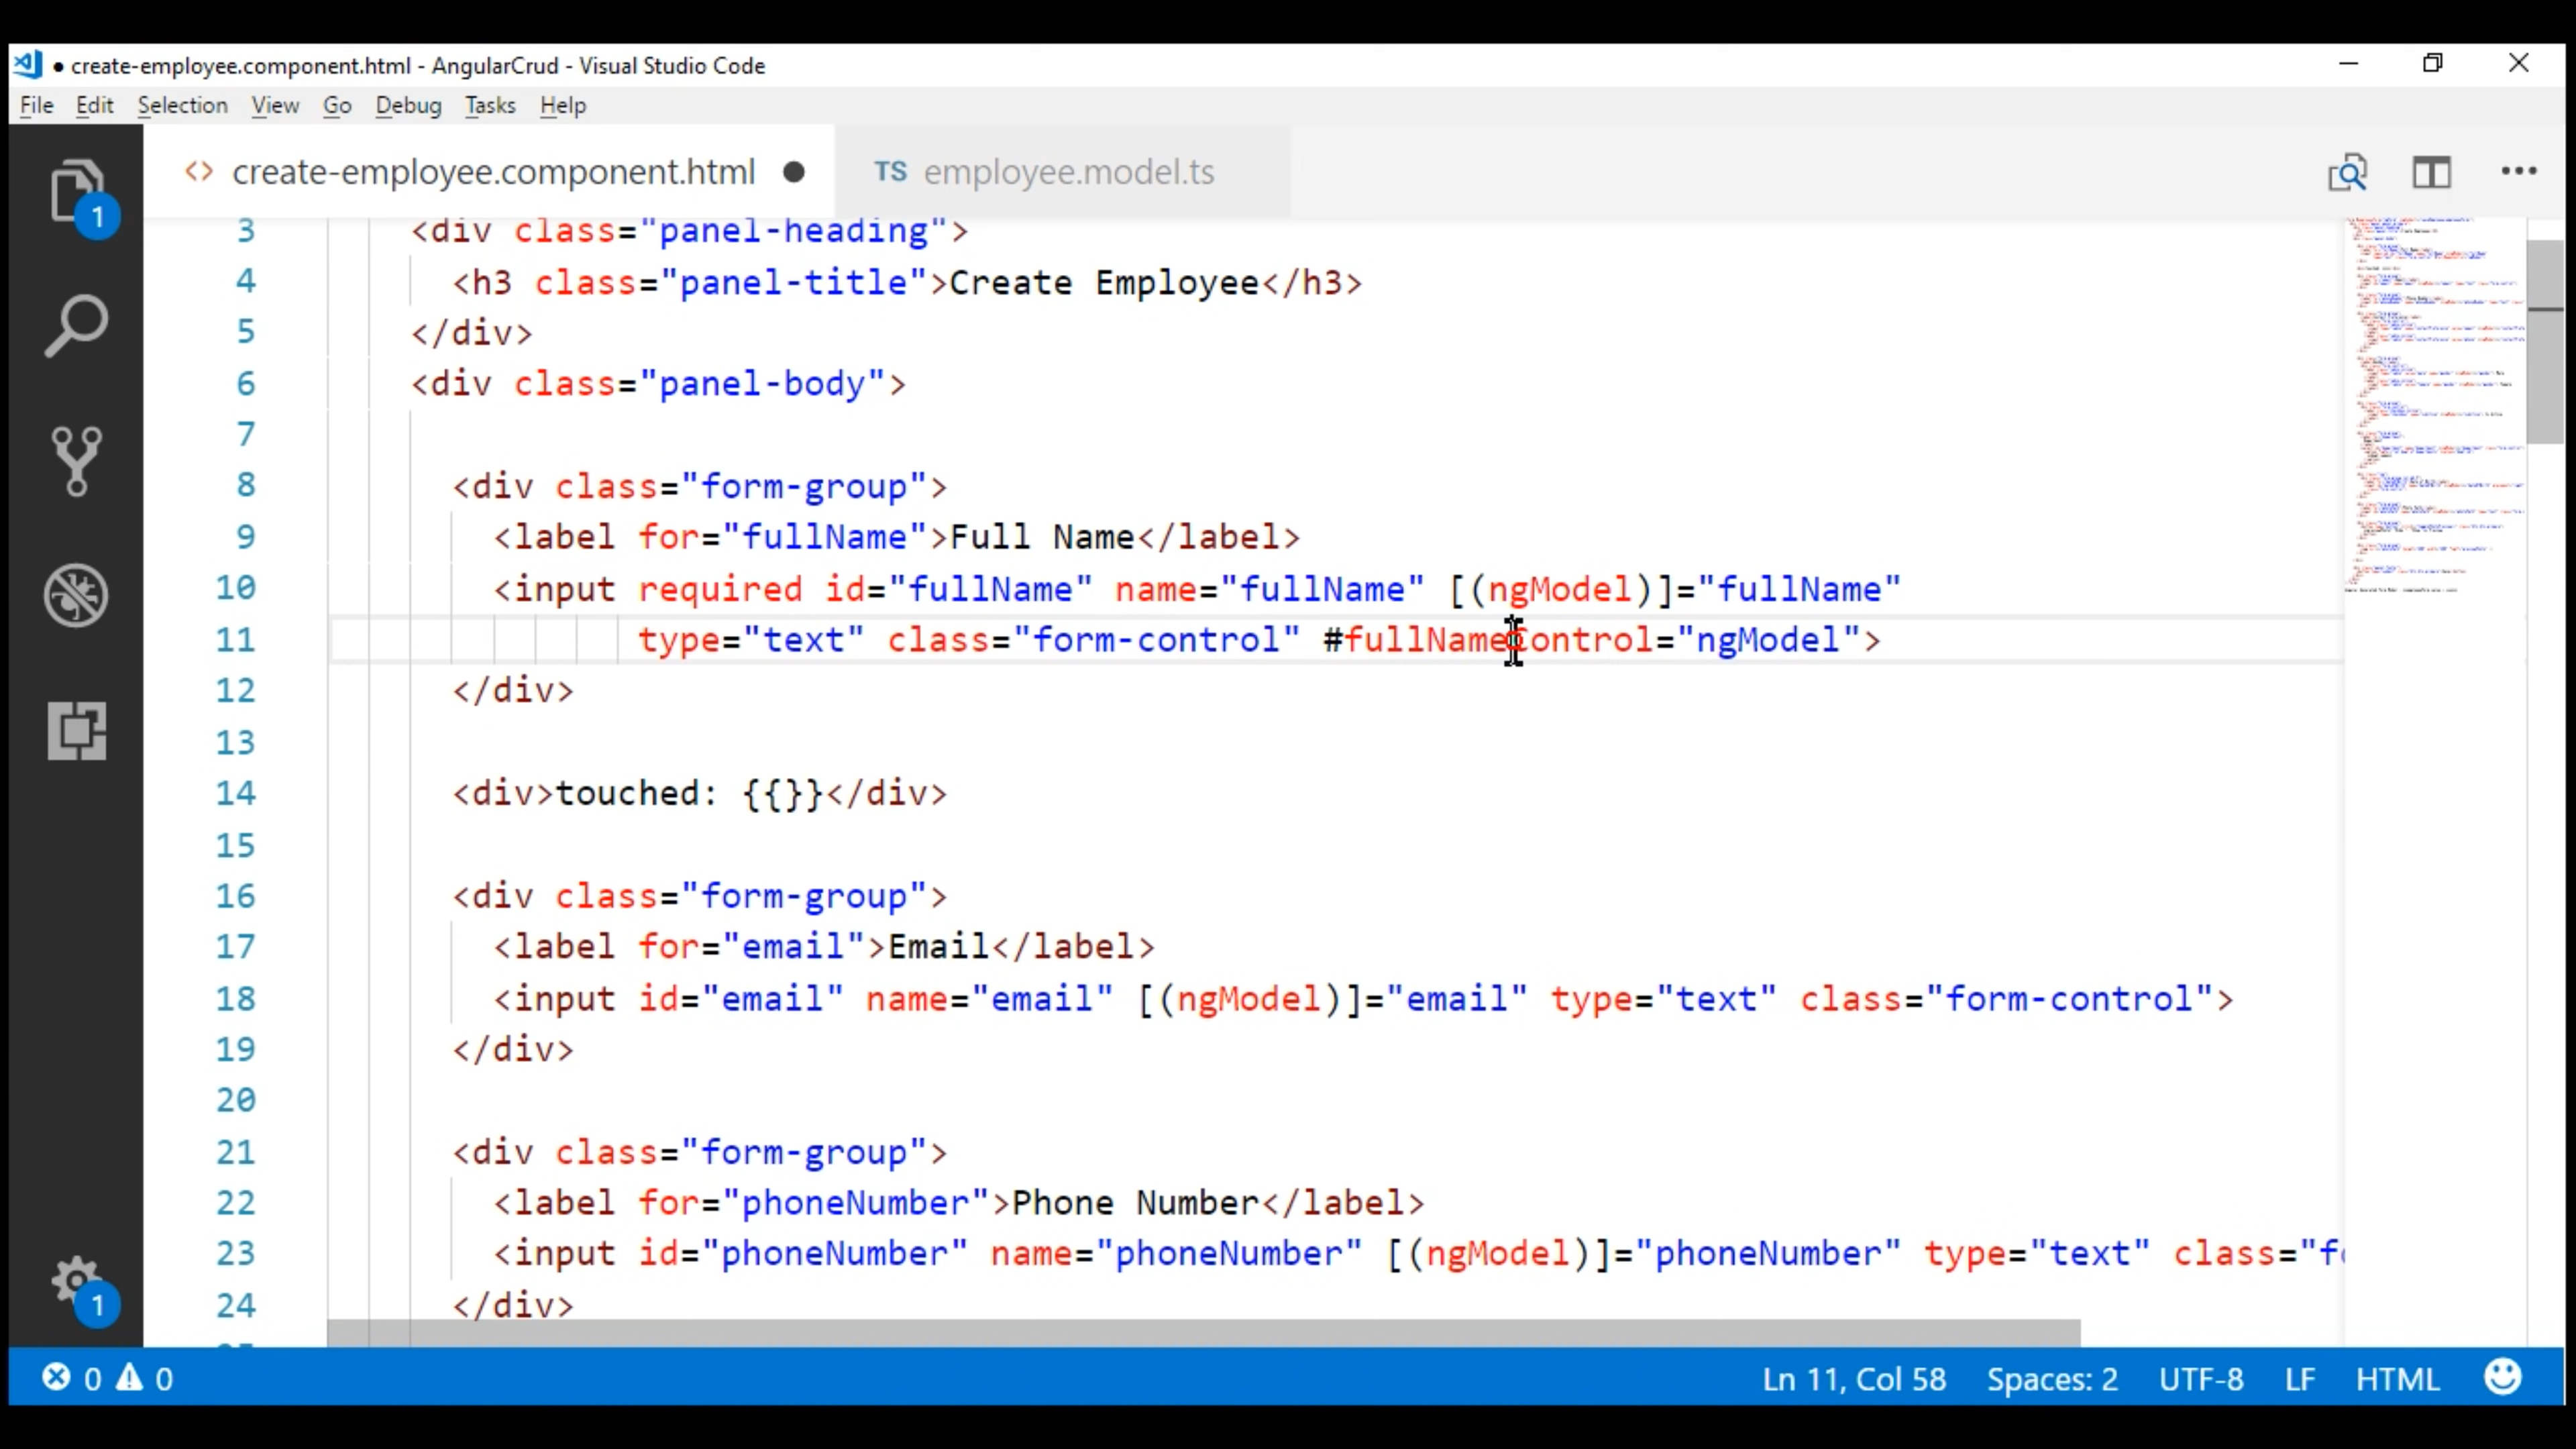 ● create-employee.component.html - AngularCrud - Visual Studio Code
File Edit Selection View Go Debug Tasks Help
<> create-employee.component.html ● TS employee.model.ts
1
3 <div class="panel-heading">
4 <h3 class="panel-title">Create Employee</h3>
5 </div>
6 <div class="panel-body">
7
8 <div class="form-group">
9 <label for="fullName">Full Name</label>
10 <input required id="fullName" name="fullName" [(ngModel)]="fullName"
11 type="text" class="form-control" #fullNameControl="ngModel">
12 </div>
13
14 <div>touched: {{}}</div>
15
16 <div class="form-group">
17 <label for="email">Email</label>
18 <input id="email" name="email" [(ngModel)]="email" type="text" class="form-control">
19 </div>
20
21 <div class="form-group">
22 <label for="phoneNumber">Phone Number</label>
23 <input id="phoneNumber" name="phoneNumber" [(ngModel)]="phoneNumber" type="text" class="fo
24 </div>
1
0 0 Ln 11, Col 58 Spaces: 2 UTF-8 LF HTML